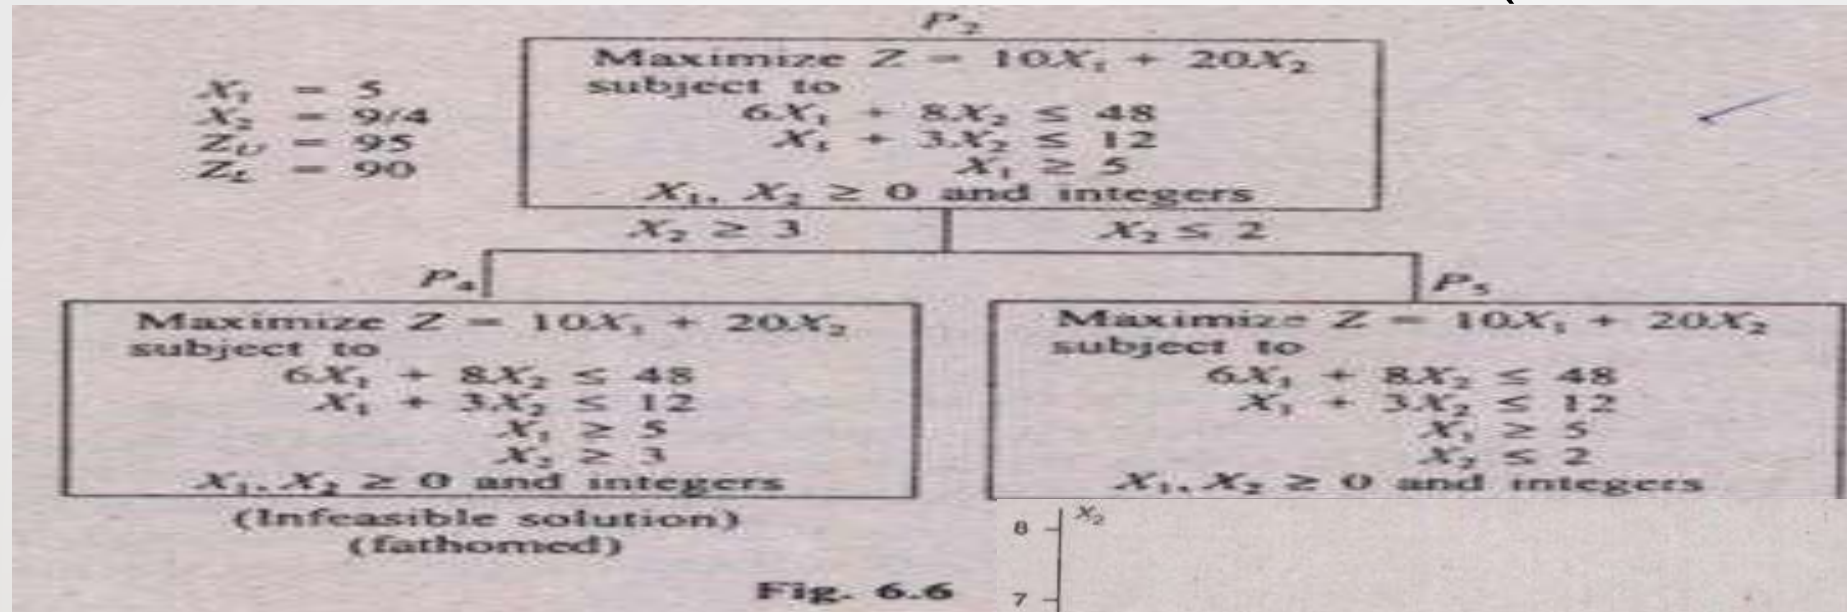 P₂
Maximize Z = 10X₁ + 20X₂
subject to
6X₁ + 8X₂ ≤ 48
X₁ + 3X₂ ≤ 12
X₁ ≥ 5
X₁, X₂ ≥ 0 and integers
X₁ = 5
X₂ = 9/4
Z_U = 95
Z_L = 90
X₂ ≥ 3
X₂ ≤ 2
P₄
Maximize Z = 10X₁ + 20X₂
subject to
6X₁ + 8X₂ ≤ 48
X₁ + 3X₂ ≤ 12
X₁ ≥ 5
X₂ ≥ 3
X₁, X₂ ≥ 0 and integers
(Infeasible solution)
(fathomed)
P₅
Maximize Z = 10X₁ + 20X₂
subject to
6X₁ + 8X₂ ≤ 48
X₁ + 3X₂ ≤ 12
X₁ ≥ 5
X₂ ≤ 2
X₁, X₂ ≥ 0 and integers
Fig. 6.6
X₂
8
7